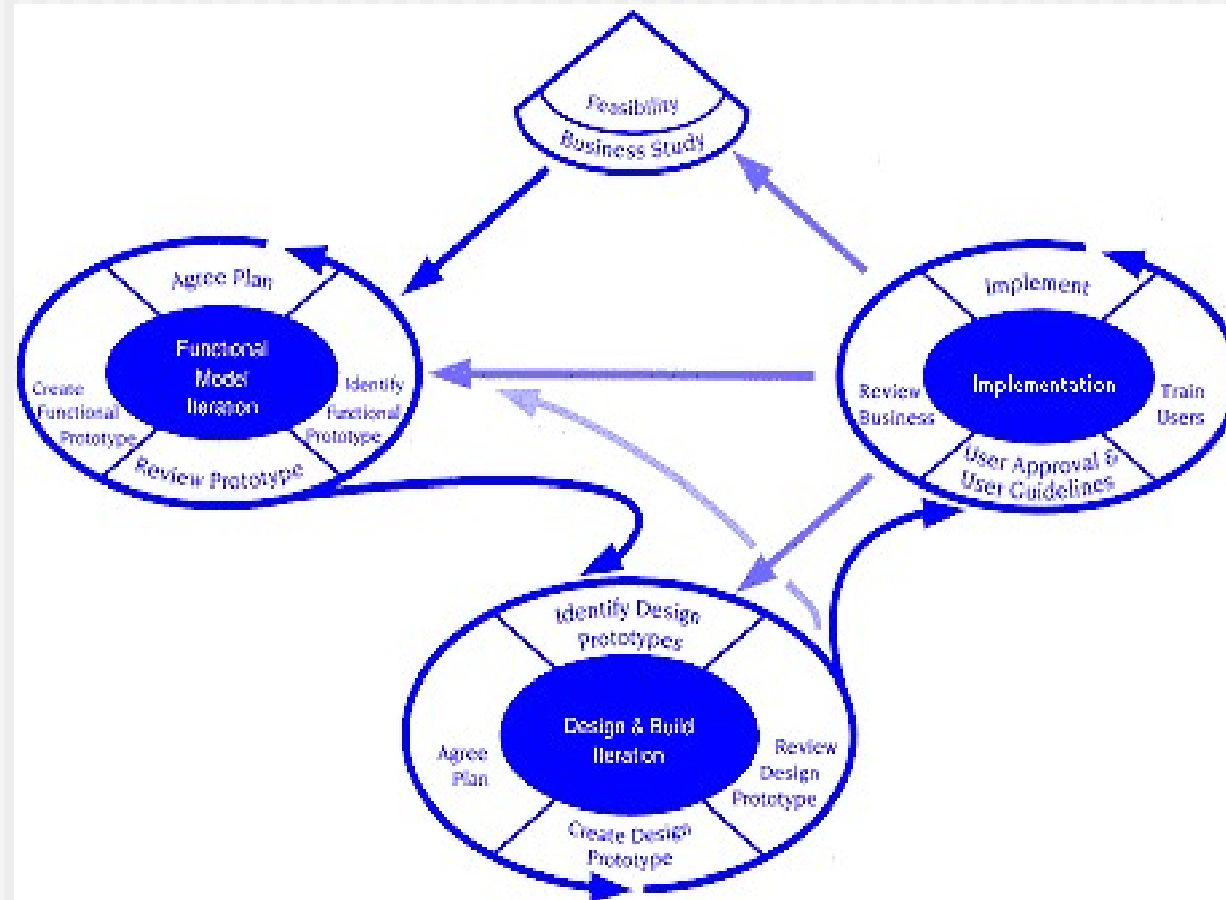 Feasibility
Business Study
Agree Plan
Functional
Model
Iteration
Create
Functional
Prototype
Identify
Functional
Prototype
Review Prototype
Implement
Implementation
Review
Business
Train
Users
User Approval &
User Guidelines
Identify Design
Prototypes
Design & Build
Iteration
Agree
Plan
Review
Design
Prototype
Create Design
Prototype